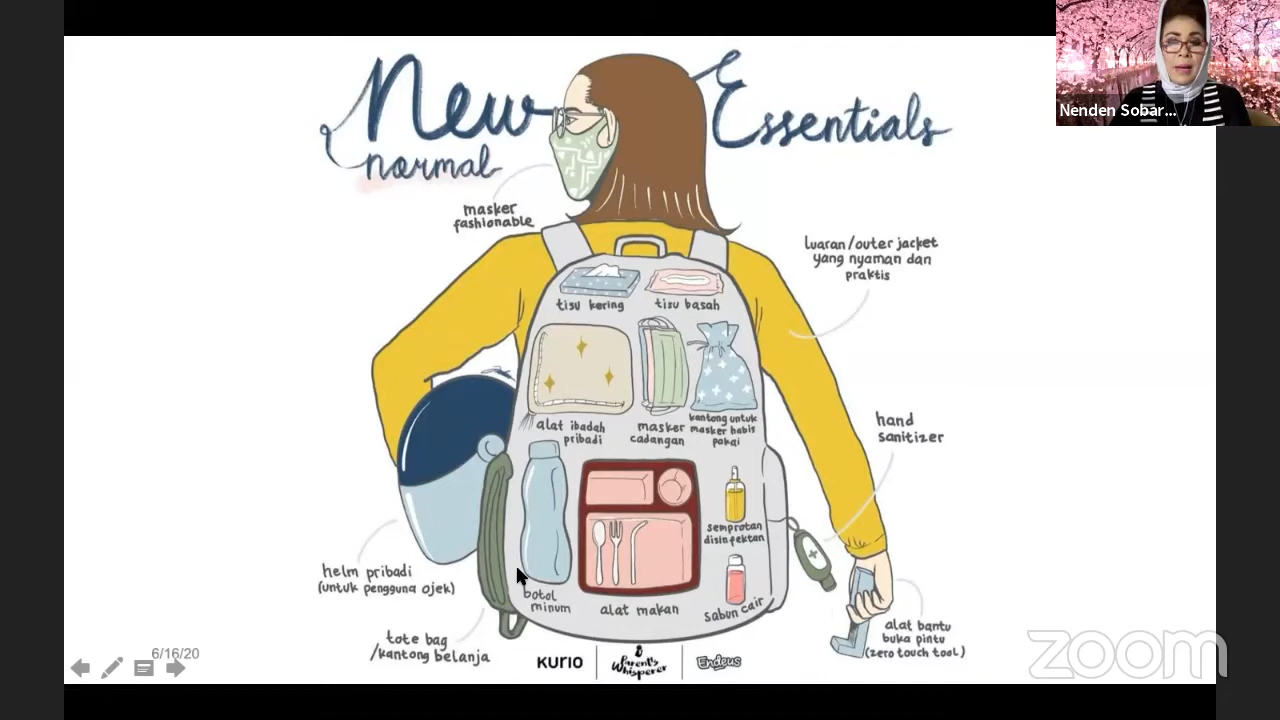 Nenden Sobar...
New Essentials
normal
masker
fashionable
luaran/outer jacket
yang nyaman dan
praktis
tisu kering
tisu basah
alat ibadah
pribadi
masker
cadangan
kantong untuk
masker habis
pakai
hand
sanitizer
semprotan
disinfektan
helm pribadi
(untuk pengguna ojek)
botol
minum
alat makan
sabun cair
tote bag
/kantong belanja
alat bantu
buka pintu
(zero touch tool)
6/16/20
KURIO
Parent's
Whisperer
Endeus
zoom